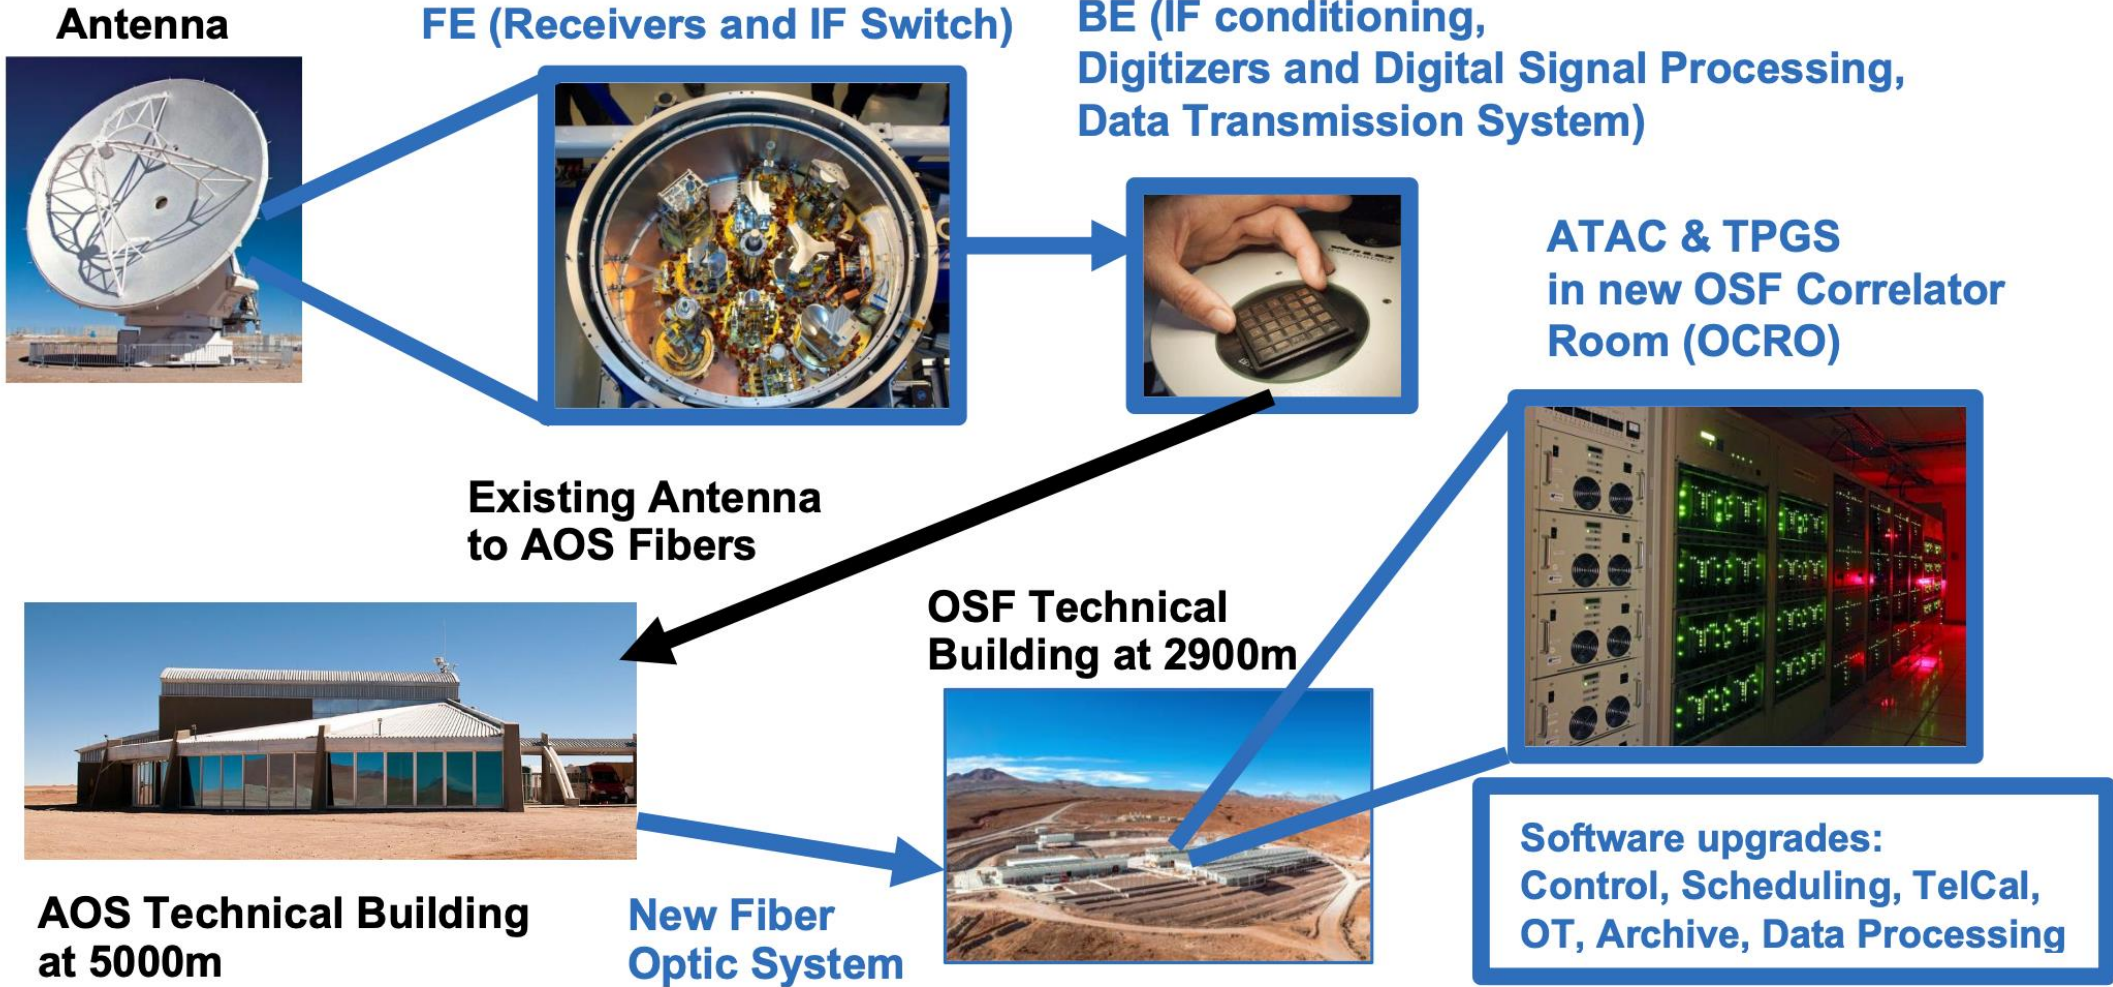 Antenna
FE (Receivers and IF Switch)
BE (IF conditioning,
Digitizers and Digital Signal Processing,
Data Transmission System)
ATAC & TPGS
in new OSF Correlator
Room (OCRO)
Existing Antenna
to AOS Fibers
OSF Technical
Building at 2900m
AOS Technical Building
at 5000m
New Fiber
Optic System
Software upgrades:
Control, Scheduling, TelCal,
OT, Archive, Data Processing